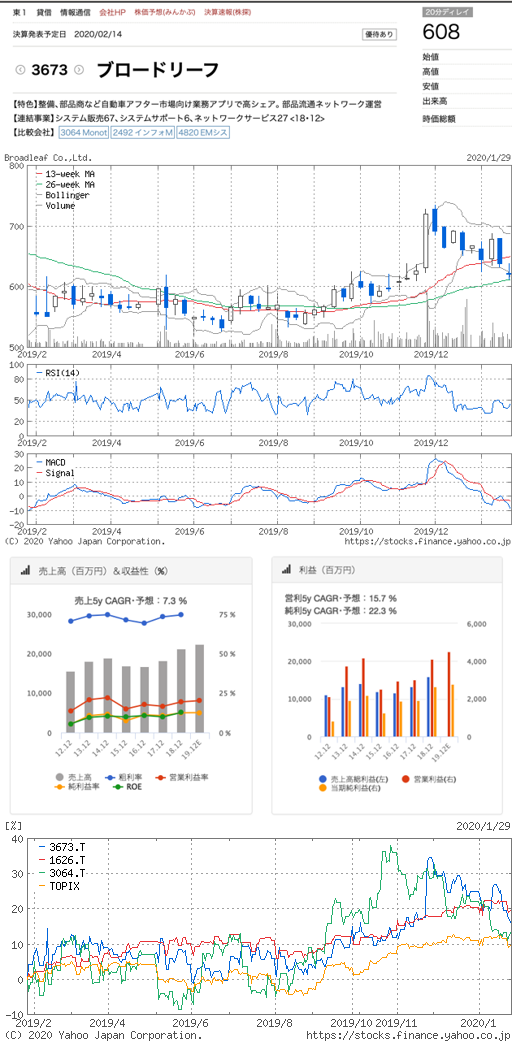 東1 貸借 情報通信 会社HP 株価予想(みんかぶ) 決算速報(株探)
20分ディレイ
608
決算発表予定日 2020/02/14
優待あり
3673 ブロードリーフ
始値
高値
安値
出来高
時価総額
【特色】整備、部品商など自動車アフター市場向け業務アプリで高シェア。部品流通ネットワーク運営
【連結事業】システム販売67、システムサポート6、ネットワークサービス27 <18・12>
【比較会社】 3064 Monot 2492 インフォM 4820 EMシス
Broadleaf Co.,Ltd.
2020/1/29
800
700
600
500
13-week MA
26-week MA
Bollinger
Volume
2019/2 2019/4 2019/6 2019/8 2019/10 2019/12
100
80
50
20
0
RSI(14)
2019/2 2019/4 2019/6 2019/8 2019/10 2019/12
30
20
10
0
-10
-20
MACD
Signal
2019/2 2019/4 2019/6 2019/8 2019/10 2019/12
(C) 2020 Yahoo Japan Corporation.
https://stocks.finance.yahoo.co.jp
売上高（百万円）＆収益性（%）
売上5y CAGR・予想：7.3 %
30,000
20,000
10,000
0
75 %
50 %
25 %
0 %
12.12 13.12 14.12 15.12 16.12 17.12 18.12 19.12E
売上高 粗利率 営業利益率
純利益率 ROE
利益（百万円）
営利5y CAGR・予想：15.7 %
純利5y CAGR・予想：22.3 %
30,000
20,000
10,000
0
6,000
4,000
2,000
0
12.12 13.12 14.12 15.12 16.12 17.12 18.12 19.12E
売上高総利益(左) 営業利益(右)
当期純利益(右)
[%]
2020/1/29
40
30
20
10
0
-10
3673.T
1626.T
3064.T
TOPIX
2019/2 2019/4 2019/6 2019/8 2019/10 2019/11 2020/1
(C) 2020 Yahoo Japan Corporation.
https://stocks.finance.yahoo.co.jp